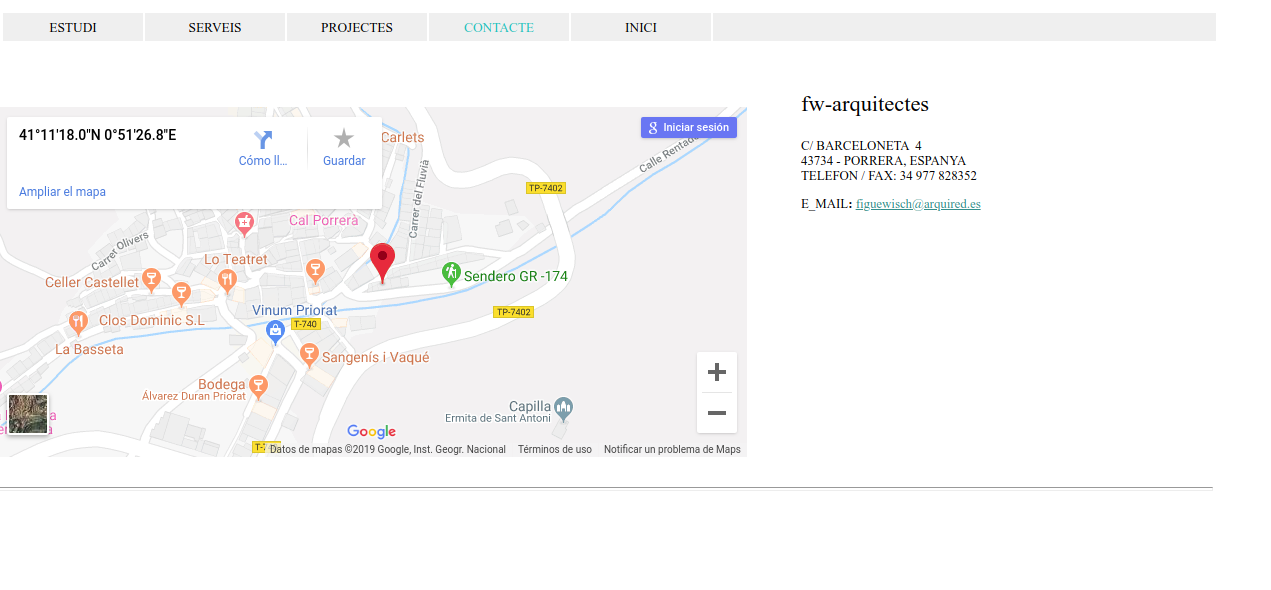 ESTUDI
SERVEIS
PROJECTES
CONTACTE
INICI
fw-arquitectes
C/ BARCELONETA 4
43734 - PORRERA, ESPANYA
TELEFON / FAX: 34 977 828352
E_MAIL: figuewisch@arquired.es
41°11'18.0"N 0°51'26.8"E
Cómo ll...
Guardar
Ampliar el mapa
Iniciar sesión
Carlets
Calle Rentado
TP-7402
Carrer del Fluvià
Cal Porrerà
Carrer Olivers
Lo Teatret
Celler Castellet
Sendero GR -174
Vinum Priorat
TP-7402
Clos Dominic S.L
T-740
La Basseta
Sangenís i Vaqué
Bodega
Álvarez Duran Priorat
Capilla
Ermita de Sant Antoni
Google
Datos de mapas ©2019 Google, Inst. Geogr. Nacional
Términos de uso
Notificar un problema de Maps